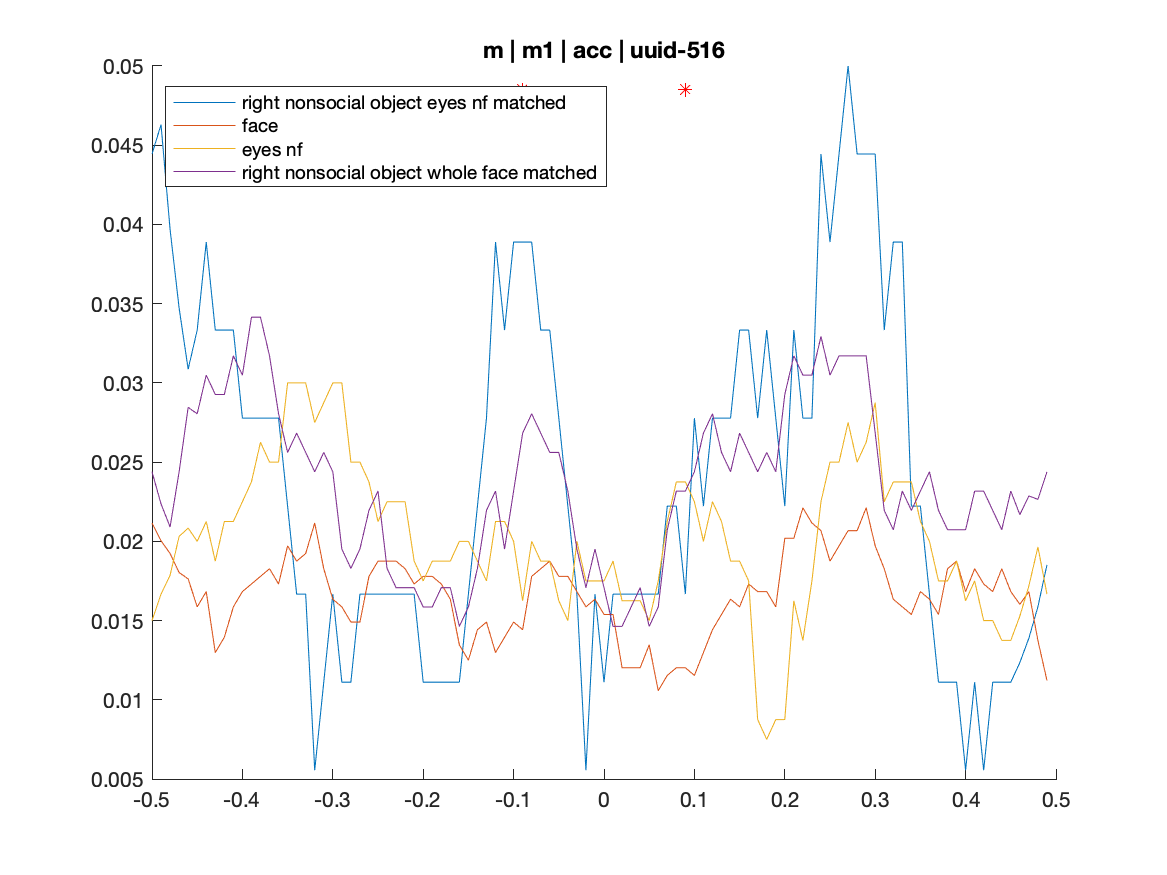 m | m1 | acc | uuid-516
0.05
0.045
0.04
0.035
0.03
0.025
0.02
0.015
0.01
0.005
right nonsocial object eyes nf matched
face
eyes nf
right nonsocial object whole face matched
-0.5 -0.4 -0.3 -0.2 -0.1 0 0.1 0.2 0.3 0.4 0.5